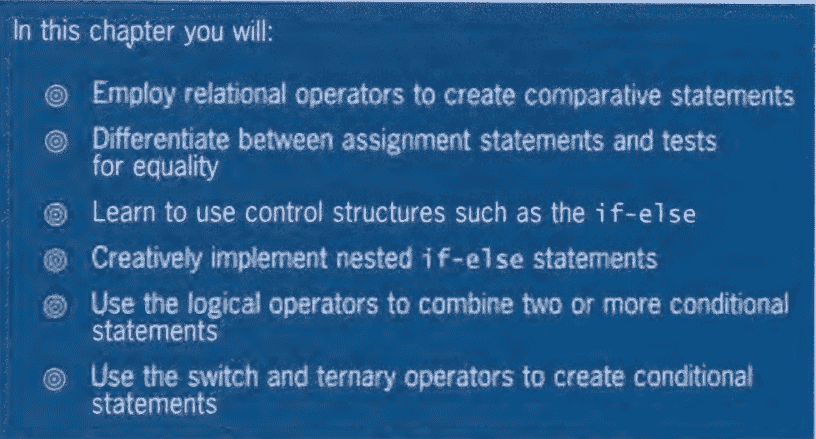 In this chapter you will:
Employ relational operators to create comparative statements
Differentiate between assignment statements and tests
for equality
Learn to use control structures such as the if-else
Creatively implement nested if-else statements
Use the logical operators to combine two or more conditional
statements
Use the switch and ternary operators to create conditional
statements